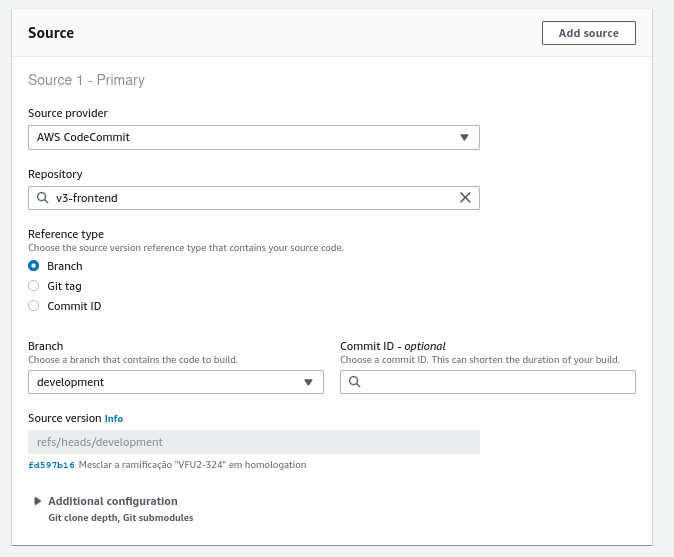 Source
Add source
Source 1 - Primary
Source provider
AWS CodeCommit
Repository
v3-frontend
Reference type
Choose the source version reference type that contains your source code.
Branch
Git tag
Commit ID
Branch
Choose a branch that contains the code to build.
development
Commit ID - optional
Choose a commit ID. This can shorten the duration of your build.
Source version Info
refs/heads/development
fd597b16 Mesclar a ramificação "VFU2-324" em homologation
Additional configuration
Git clone depth, Git submodules